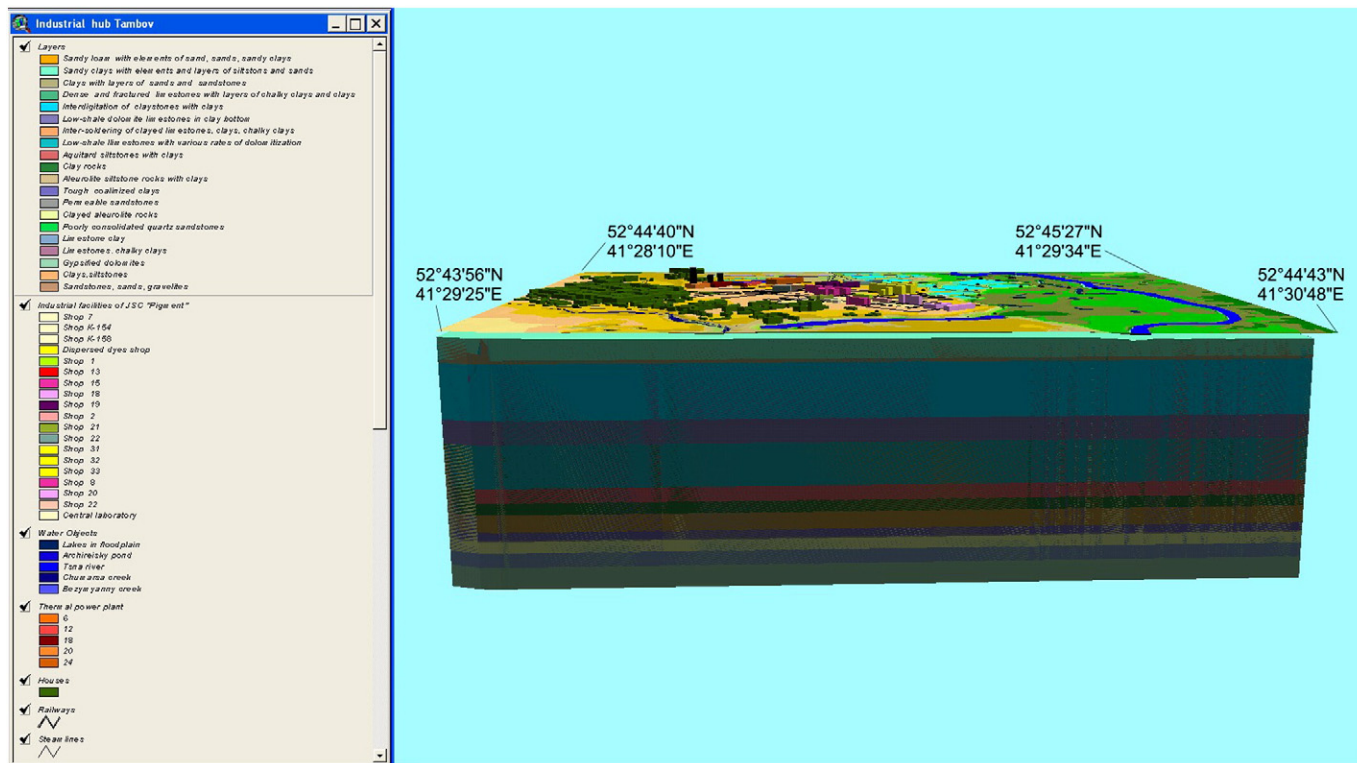 Industrial hub Tambov
Layers
Sandy loam with elements of sand, sands, sandy clays
Sandy clays with elements and layers of siltstons and sands
Clays with layers of sands and sandstones
Dense and fractured limestones with layers of chalky clays and clays
Interdigitation of claystones with clays
Low-shale dolomite limestones in clay bottom
Inter-soldering of clayed limestones, clays, chalky clays
Low-shale llimestones with various rates of dolomitization
Aquitard siltstones with clays
Clay rocks
Aleurolite siltstone rocks with clays
Tough coalinized clays
Permeable sandstones
Clayed aleurolite rocks
Poorly consolidated quartz sandstones
Limestone clay
Limestones, chalky clays
Gypsified dolomites
Clays,siltstones
Sandstones, sands, gravelites
Industrial facilities of JSC "Pigment"
Shop 7
Shop K-154
Shop K-158
Dispersed dyes shop
Shop 1
Shop 13
Shop 15
Shop 18
Shop 19
Shop 2
Shop 21
Shop 22
Shop 31
Shop 32
Shop 33
Shop 8
Shop 20
Shop 22
Central laboratory
Water Objects
Lakes in floodplain
Archireisky pond
Tsna river
Chumarsa creek
Bezymyanny creek
Thermal power plant
6
12
18
20
24
Houses
Railways
Steam lines
52°44'40"N
41°28'10"E
52°45'27"N
41°29'34"E
52°43'56"N
41°29'25"E
52°44'43"N
41°30'48"E